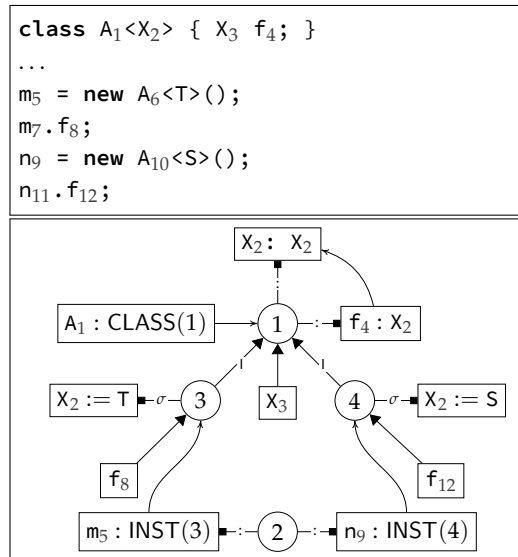 class A₁<X₂> { X₃ f₄; }
...
m₅ = new A₆<T>();
m₇.f₈;
n₉ = new A₁₀<S>();
n₁₁.f₁₂;
X₂: X₂
:
A₁ : CLASS(1) 1 : f₄ : X₂
I I
X₂ := T σ 3 X₃ 4 σ X₂ := S
f₈ f₁₂
m₅ : INST(3) : 2 : n₉ : INST(4)